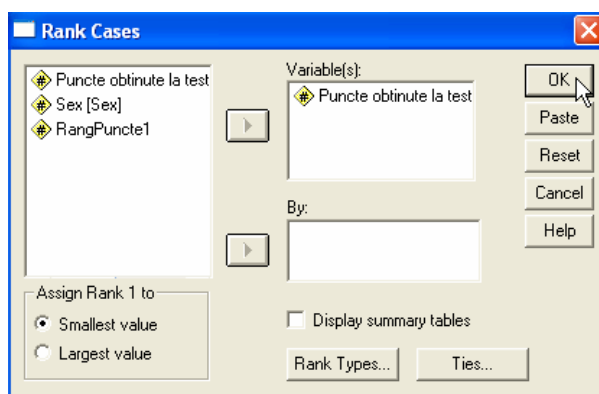 Rank Cases
Puncte obtinute la test
Sex [Sex]
RangPuncte1
Variable(s):
Puncte obtinute la test
By:
OK
Paste
Reset
Cancel
Help
Assign Rank 1 to
Smallest value
Largest value
Display summary tables
Rank Types...
Ties...